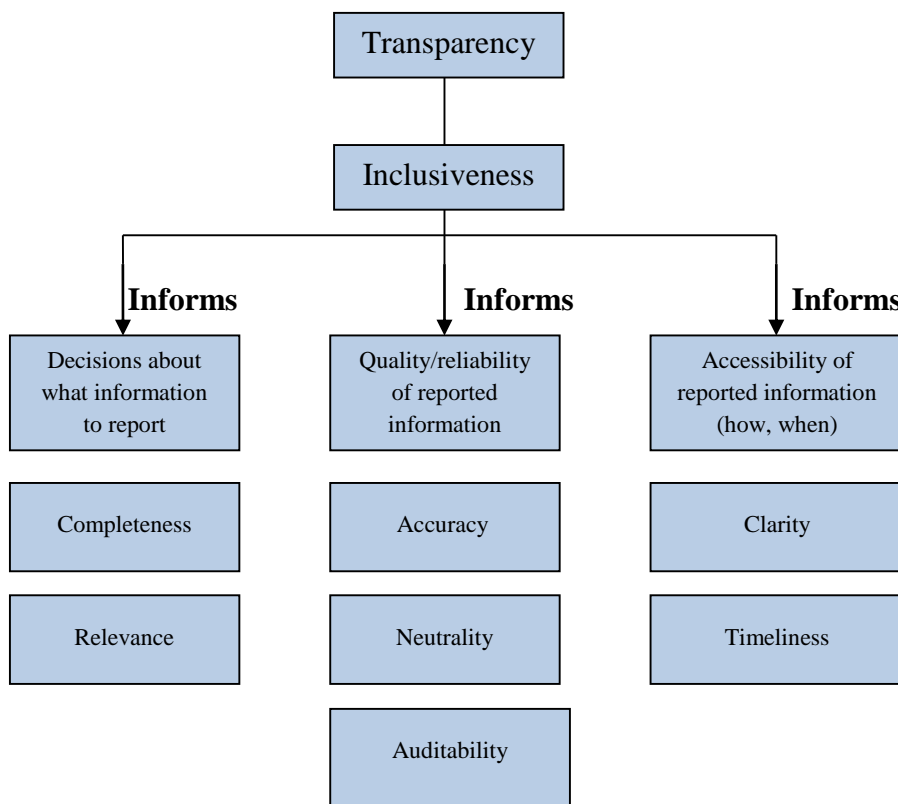 Transparency
Inclusiveness
Informs
Informs
Informs
Decisions about
what information
to report
Quality/reliability
of reported
information
Accessibility of
reported information
(how, when)
Completeness
Accuracy
Clarity
Relevance
Neutrality
Timeliness
Auditability